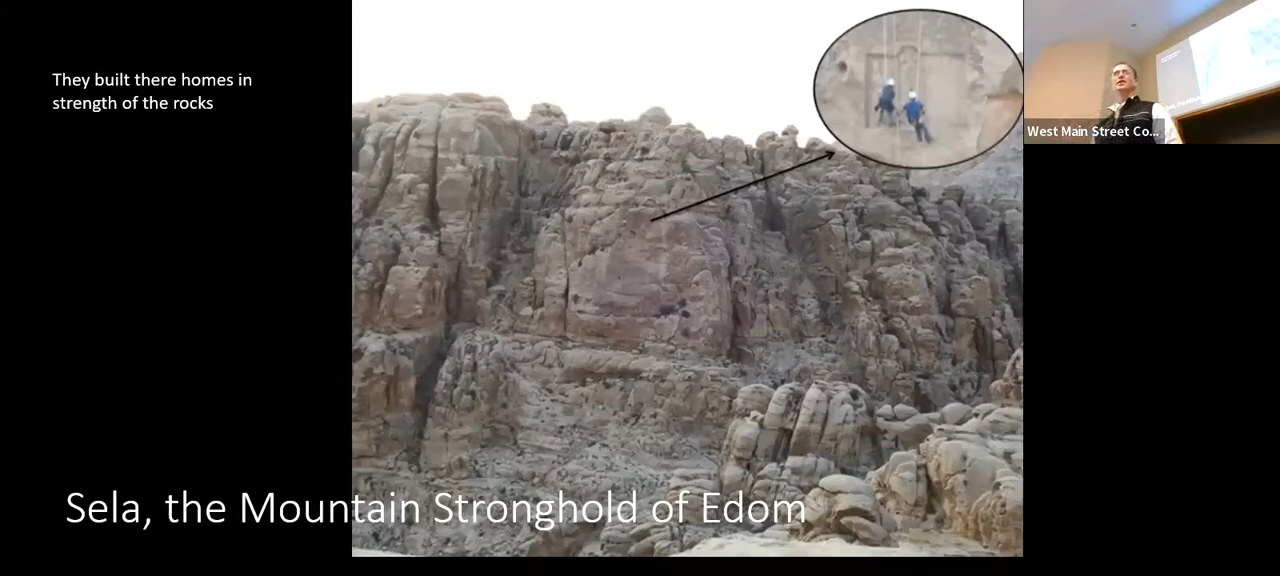 They built there homes in
strength of the rocks
West Main Street Co...
Sela, the Mountain Stronghold of Edom